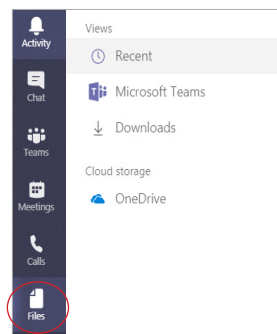 Activity
Chat
Teams
Meetings
Calls
Files
Views
Recent
Microsoft Teams
Downloads
Cloud storage
OneDrive